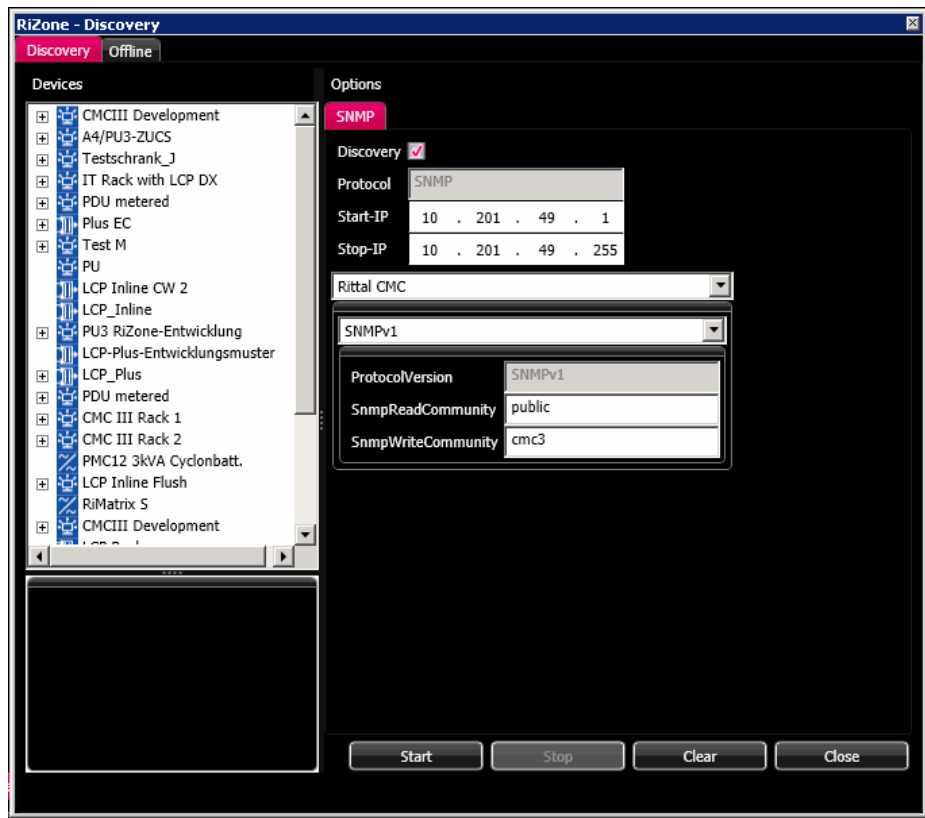 RiZone - Discovery
Discovery Offline
Devices
CMCIII Development
A4/PU3-ZUCS
Testschrank_J
IT Rack with LCP DX
PDU metered
Plus EC
Test M
PU
LCP Inline CW 2
LCP_Inline
PU3 RiZone-Entwicklung
LCP-Plus-Entwicklungsmuster
LCP_Plus
PDU metered
CMC III Rack 1
CMC III Rack 2
PMC12 3kVA Cyclonbatt.
LCP Inline Flush
RiMatrix S
CMCIII Development
Options
SNMP
Discovery
Protocol SNMP
Start-IP 10 . 201 . 49 . 1
Stop-IP 10 . 201 . 49 . 255
Rittal CMC
SNMPv1
ProtocolVersion SNMPv1
SnmpReadCommunity public
SnmpWriteCommunity cmc3
Start Stop Clear Close